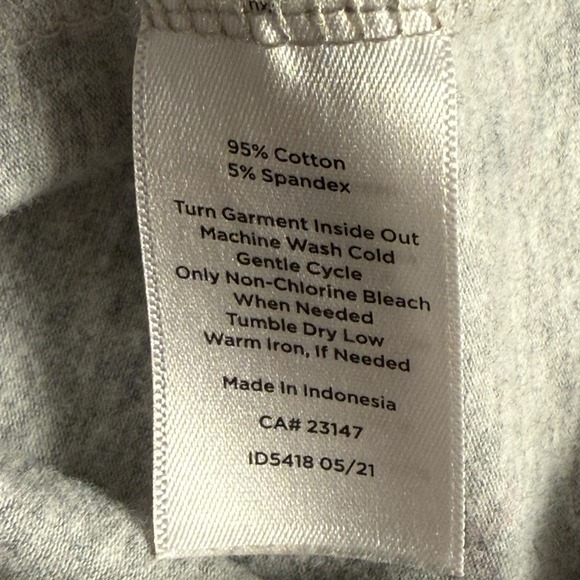 ny.
95% Cotton
5% Spandex
Turn Garment Inside Out
Machine Wash Cold
Gentle Cycle
Only Non-Chlorine Bleach
When Needed
Tumble Dry Low
Warm Iron, If Needed
Made In Indonesia
CA# 23147
ID5418 05/21